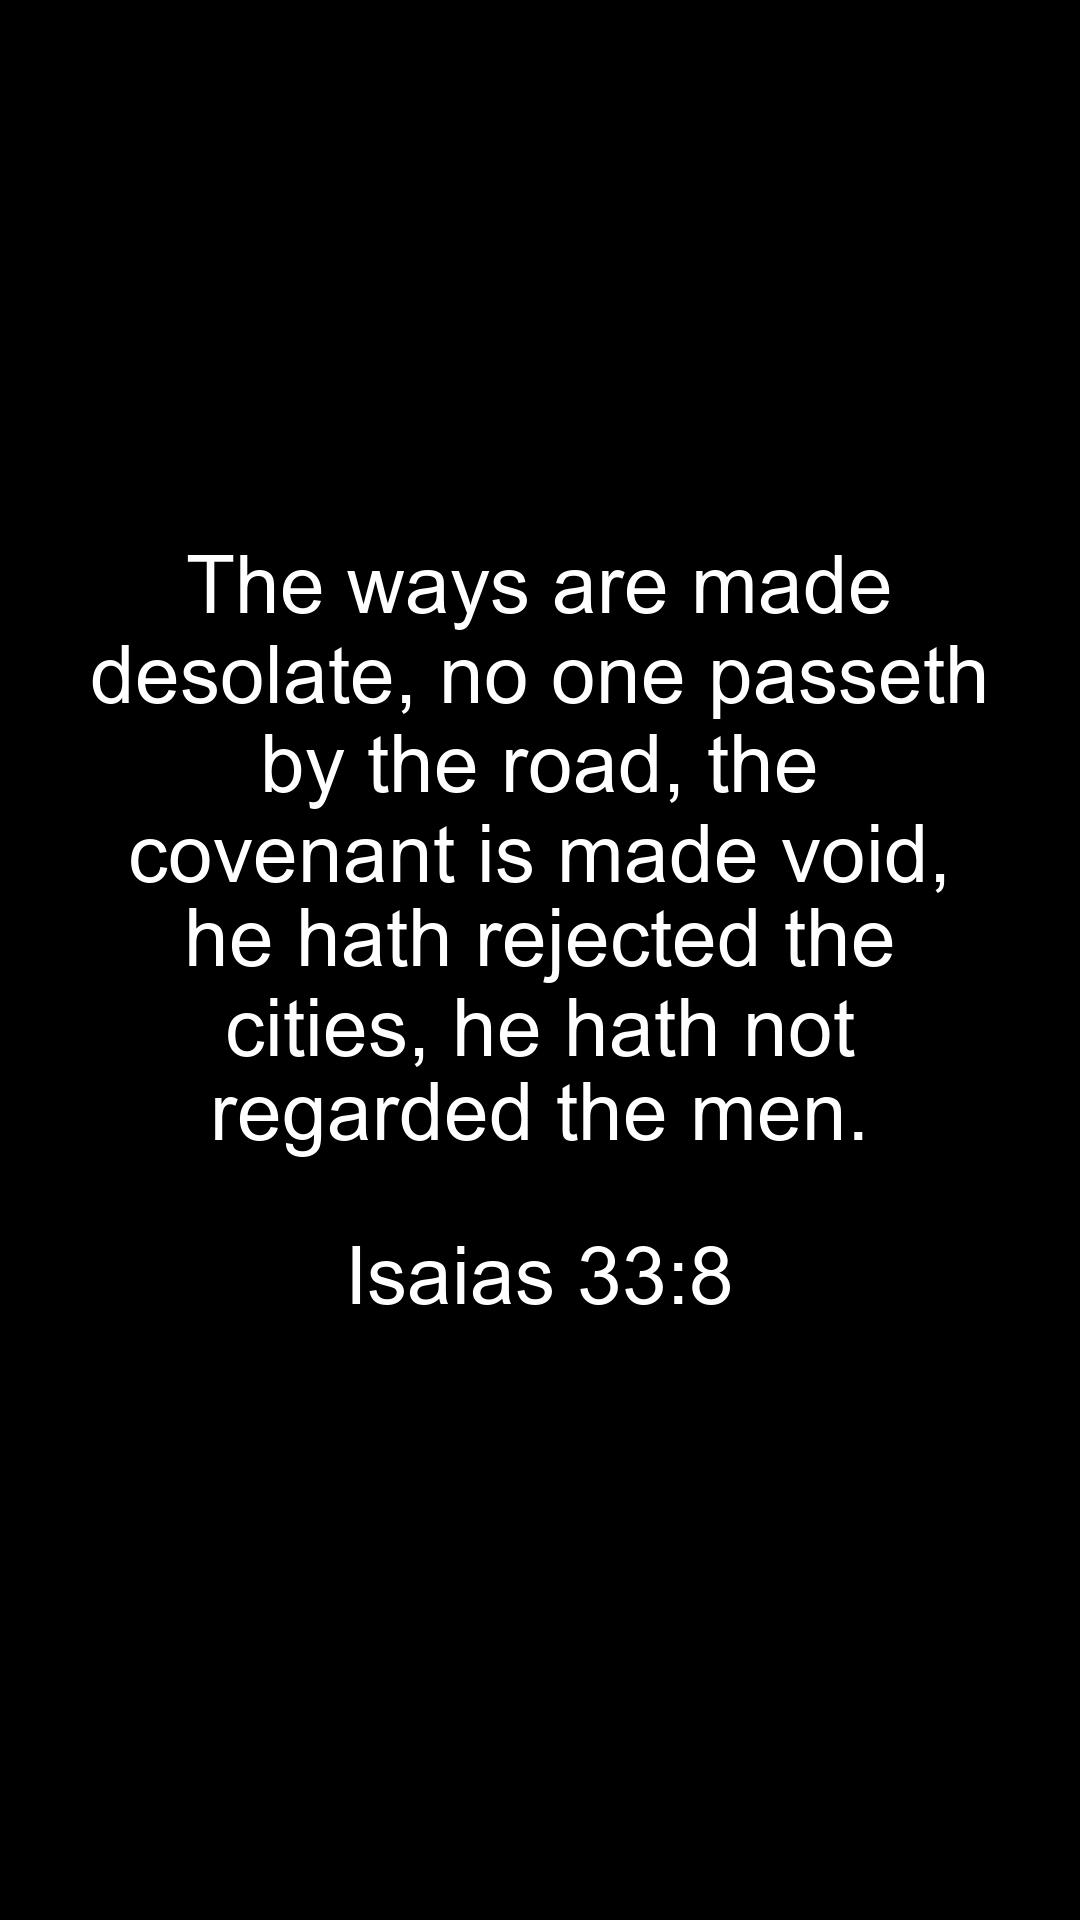 The ways are made
desolate, no one passeth
by the road, the
covenant is made void,
he hath rejected the
cities, he hath not
regarded the men.
Isaias 33:8